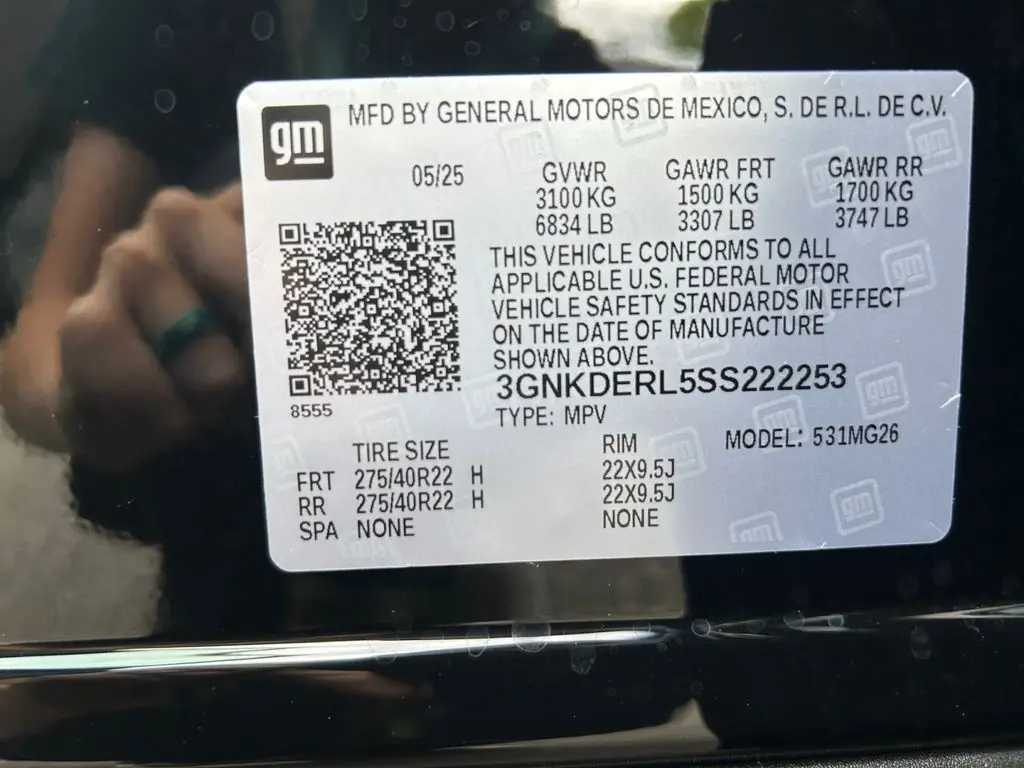 gm
MFD BY GENERAL MOTORS DE MEXICO, S. DE R.L. DE C.V.
05/25 GVWR GAWR FRT GAWR RR
3100 KG 1500 KG 1700 KG
6834 LB 3307 LB 3747 LB
THIS VEHICLE CONFORMS TO ALL
APPLICABLE U.S. FEDERAL MOTOR
VEHICLE SAFETY STANDARDS IN EFFECT
ON THE DATE OF MANUFACTURE
SHOWN ABOVE.
3GNKDERL5SS222253
8555
TYPE: MPV
TIRE SIZE RIM MODEL: 531MG26
FRT 275/40R22 H 22X9.5J
RR 275/40R22 H 22X9.5J
SPA NONE NONE